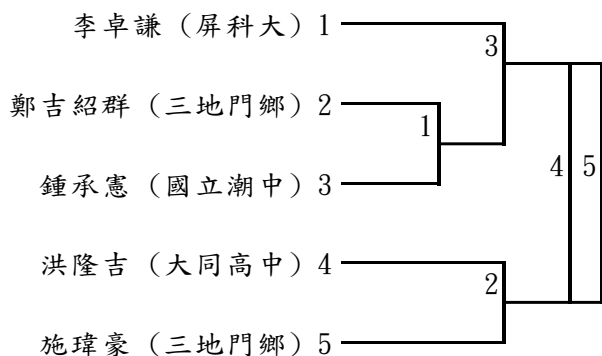 李卓謙（屏科大）1
3
鄭吉紹群（三地門鄉）2
1
鍾承憲（國立潮中）3
4 5
洪隆吉（大同高中）4
2
施瑋豪（三地門鄉）5